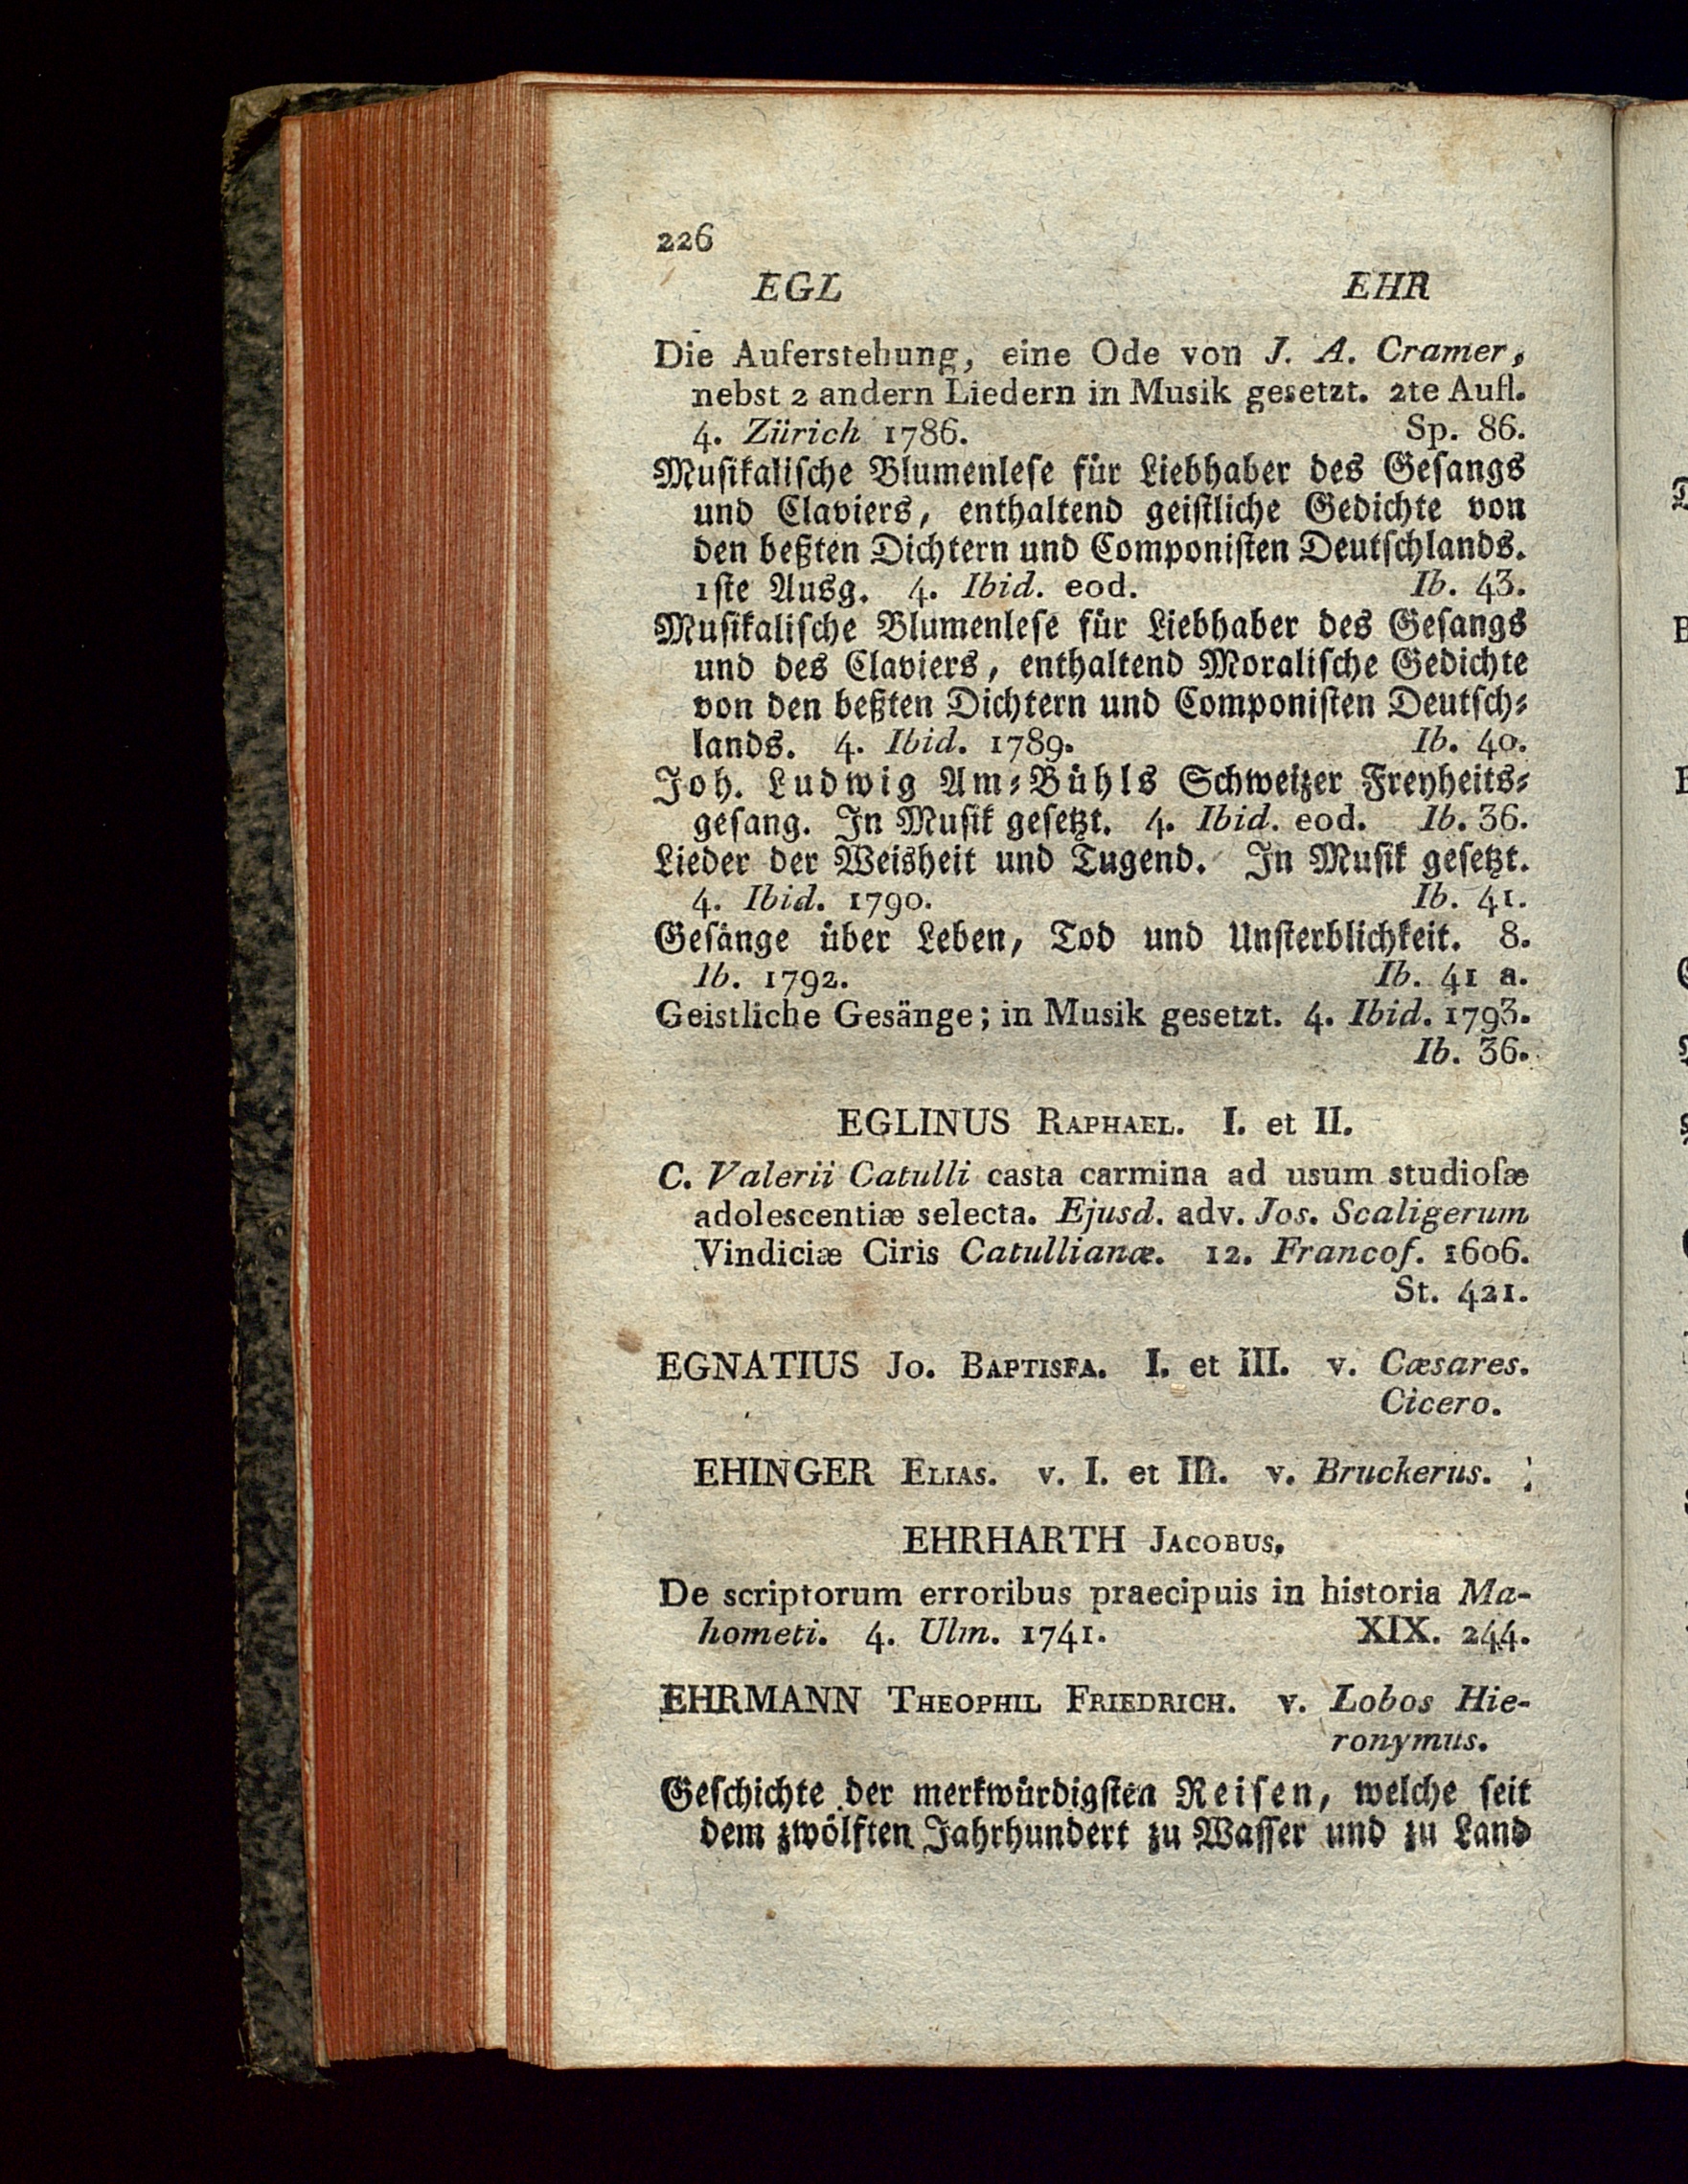 226
EGL EHR
Die Auferstehung, eine Ode von J. A. Cramer,
nebst 2 andern Liedern in Musik gesetzt. 2te Aufl.
4. Zürich 1786. Sp. 86.
Muſikaliſche Blumenleſe für Liebhaber des Geſangs
und Claviers, enthaltend geiſtliche Gedichte von
den beßten Dichtern und Componiſten Deutſchlands.
1ſte Ausg. 4. Ibid. eod. Ib. 43.
Muſikaliſche Blumenleſe für Liebhaber des Geſangs
und des Claviers, enthaltend Moraliſche Gedichte
von den beßten Dichtern und Componiſten Deutſch⸗
lands. 4. Ibid. 1789. Ib. 40.
Joh. Ludwig Am⸗Bühls Schweizer Freyheits⸗
geſang. In Muſik geſetzt. 4. Ibid. eod. Ib. 36.
Lieder der Weisheit und Tugend. In Muſik geſetzt.
4. Ibid. 1790. Ib. 41.
Geſänge über Leben, Tod und Unſterblichkeit. 8.
Ib. 1792. Ib. 41 a.
Geistliche Gesänge; in Musik gesetzt. 4. Ibid. 1793.
Ib. 36.
EGLINUS RAPHAEL. I. et II.
C. Valerii Catulli casta carmina ad usum studioſæ
adolescentiæ selecta. Ejusd. adv. Jos. Scaligerum
Vindiciæ Ciris Catullianæ. 12. Francof. 1606.
St. 421.
EGNATIUS JO. BAPTISFA. I. et III. v. Cæsares.
Cicero.
EHINGER ELIAS. v. I. et III. v. Bruckerus.
EHRHARTH JACOBUS.
De scriptorum erroribus praecipuis in historia Ma-
hometi. 4. Ulm. 1741. XIX. 244.
EHRMANN THEOPHIL FRIEDRICH. v. Lobos Hie-
ronymus.
Geſchichte der merkwürdigſten Reiſen, welche ſeit
dem zwölften Jahrhundert zu Waſſer und zu Land